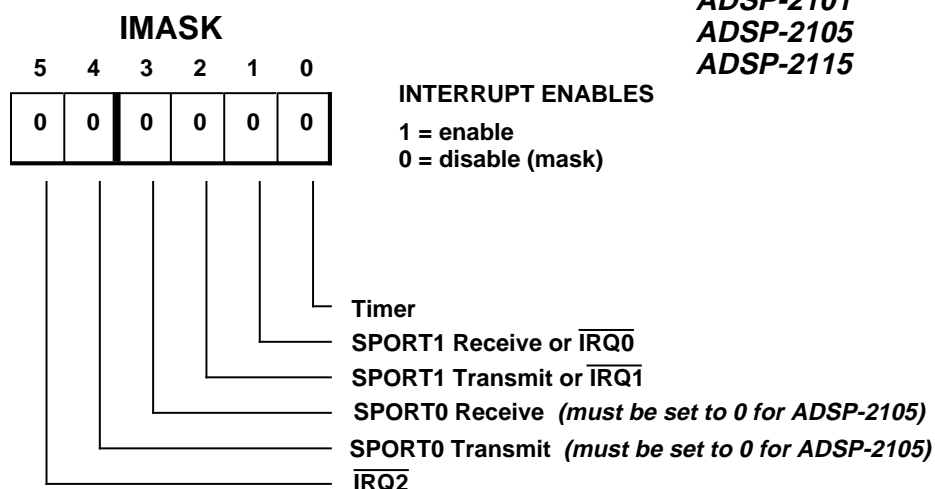 ADSP-2101
ADSP-2105
ADSP-2115
IMASK
5 4 3 2 1 0
0 0 0 0 0 0
INTERRUPT ENABLES
1 = enable
0 = disable (mask)
Timer
SPORT1 Receive or IRQ0
SPORT1 Transmit or IRQ1
SPORT0 Receive (must be set to 0 for ADSP-2105)
SPORT0 Transmit (must be set to 0 for ADSP-2105)
IRQ2